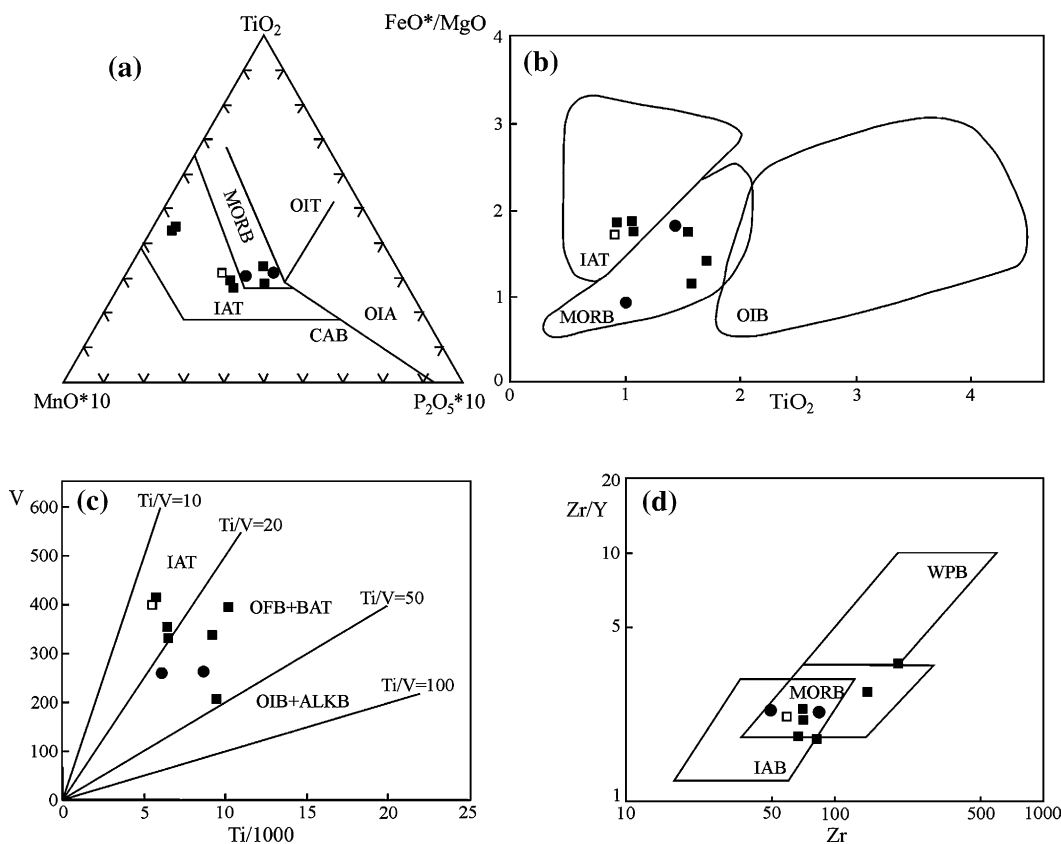 TiO₂
(a)
MORB
OIT
IAT
OIA
CAB
MnO*10
P₂O₅*10
FeO*/MgO
(b)
4
3
2
1
0
IAT
MORB
OIB
0
1
2
3
4
TiO₂
V
(c)
600
500
400
300
200
100
0
Ti/V=10
Ti/V=20
IAT
OFB+BAT
Ti/V=50
OIB+ALKB
Ti/V=100
0
5
10
15
20
25
Ti/1000
Zr/Y
(d)
20
10
5
1
WPB
MORB
IAB
10
50
100
500
1000
Zr